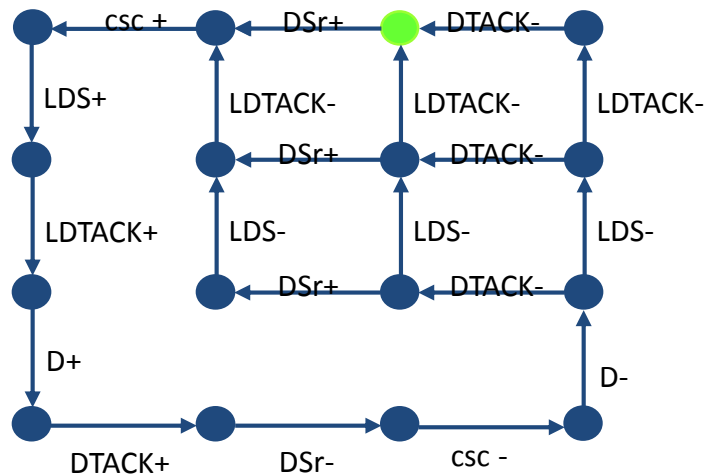 csc +
DSr+
DTACK-
LDS+
LDTACK-
LDTACK-
LDTACK-
DSr+
DTACK-
LDTACK+
LDS-
LDS-
LDS-
DSr+
DTACK-
D+
D-
DTACK+
DSr-
csc -